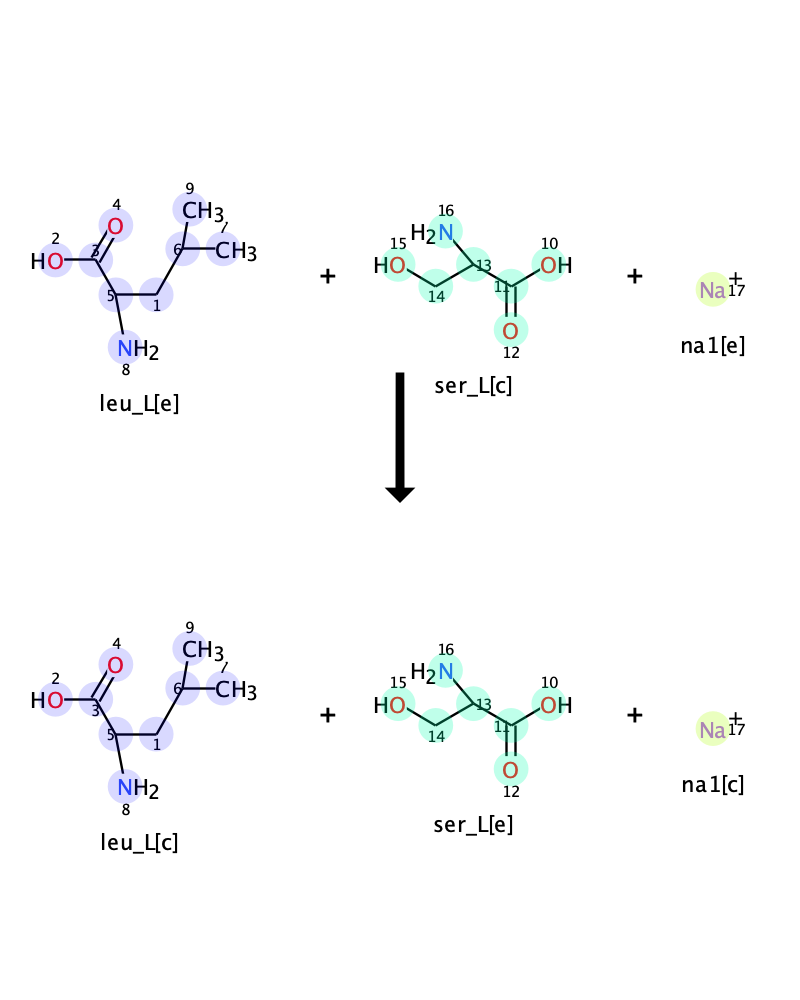 9
4 CH3 7
2 O 6 CH3
HO 3
5 1
NH2
8
leu_L[e]
+
16
15 H2N 10
HO 13 OH
14 11
O
12
ser_L[c]
+
Na+
17
na1[e]
9
4 CH3 7
2 O 6 CH3
HO 3
5 1
NH2
8
leu_L[c]
+
16
15 H2N 10
HO 13 OH
14 11
O
12
ser_L[e]
+
Na+
17
na1[c]